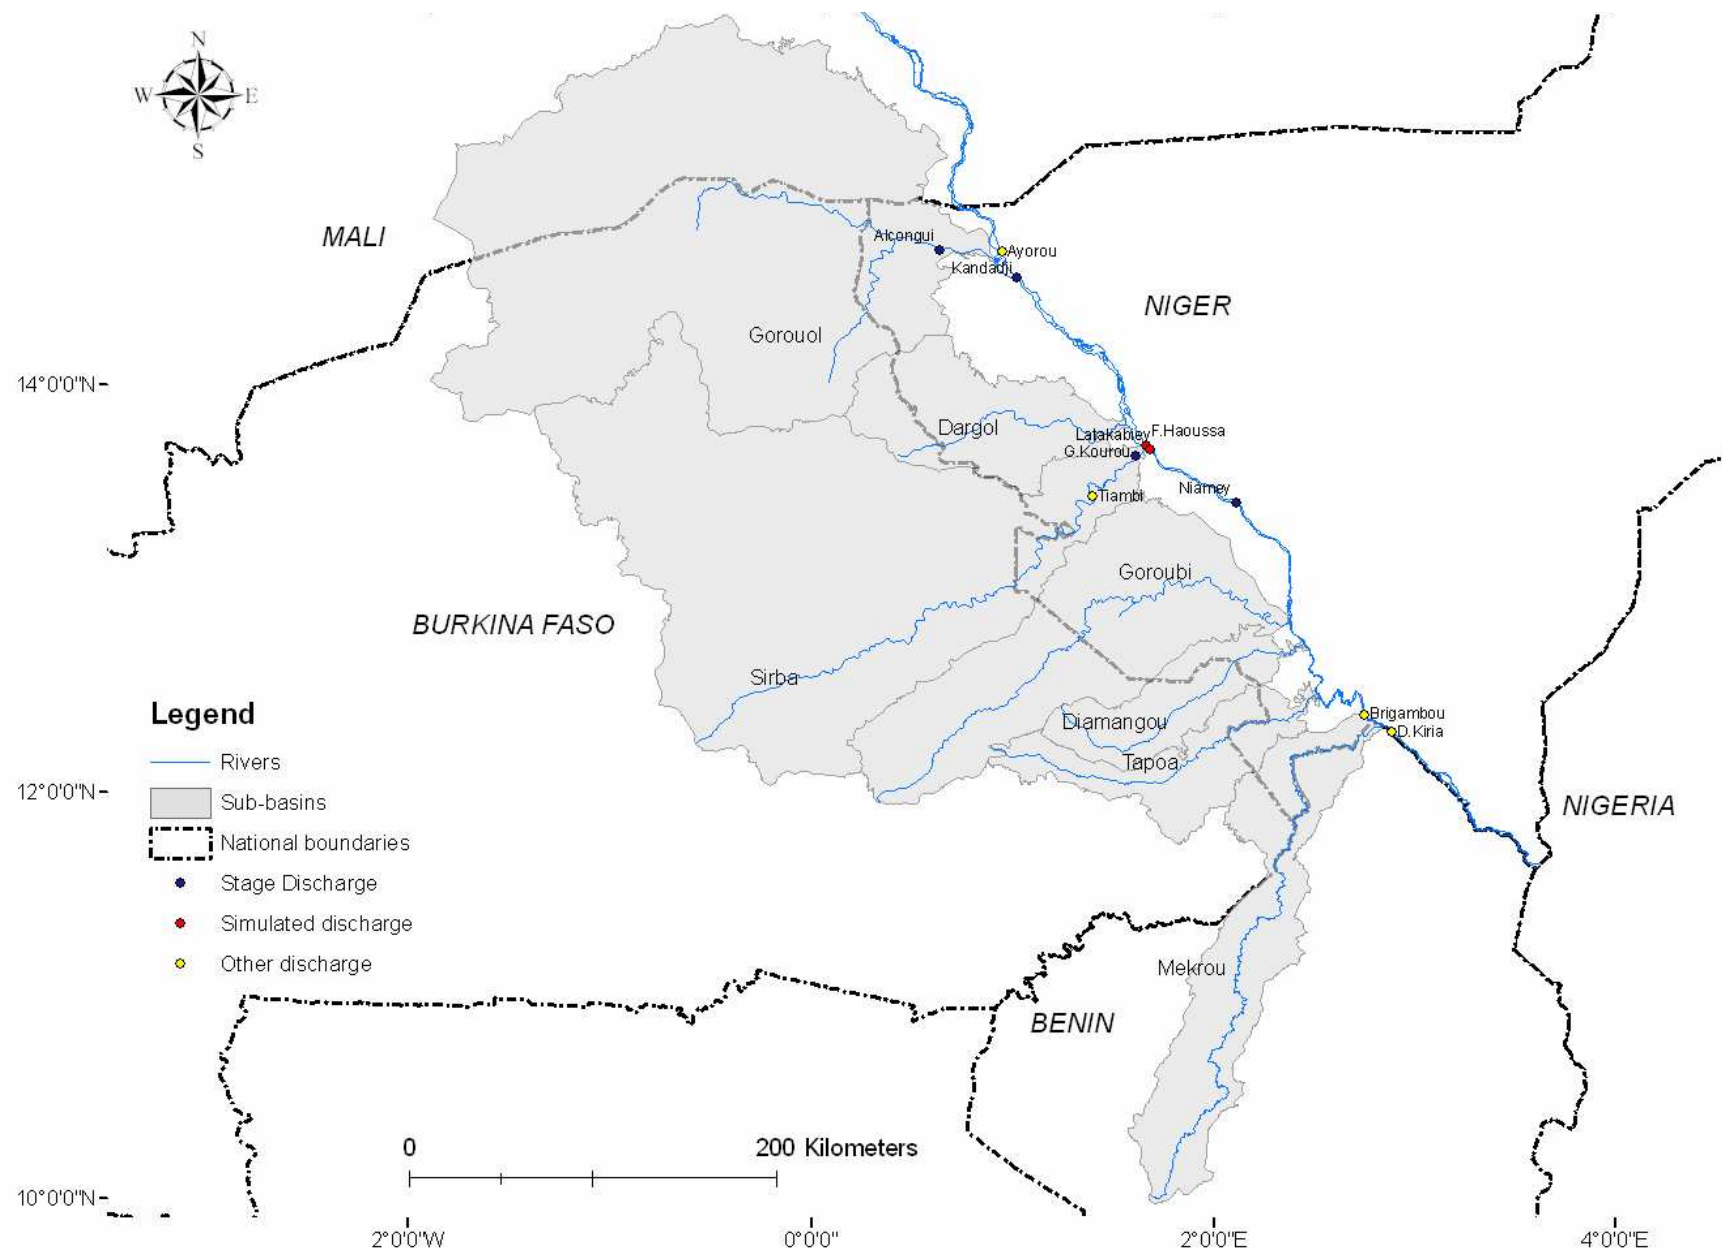 N
W E
S
MALI
Alcongui
Ayorou
Kandadji
NIGER
Gorouol
14°0'0"N
Dargol
Latakabiey
F.Haoussa
G.Kourou
Niamey
Tiambi
Goroubi
BURKINA FASO
Sirba
Diamangou
Brigambou
D.Kiria
Tapoa
12°0'0"N
NIGERIA
Legend
Rivers
Sub-basins
National boundaries
Stage Discharge
Simulated discharge
Other discharge
Mekrou
BENIN
0 200 Kilometers
10°0'0"N
2°0'0"W 0°0'0" 2°0'0"E 4°0'0"E